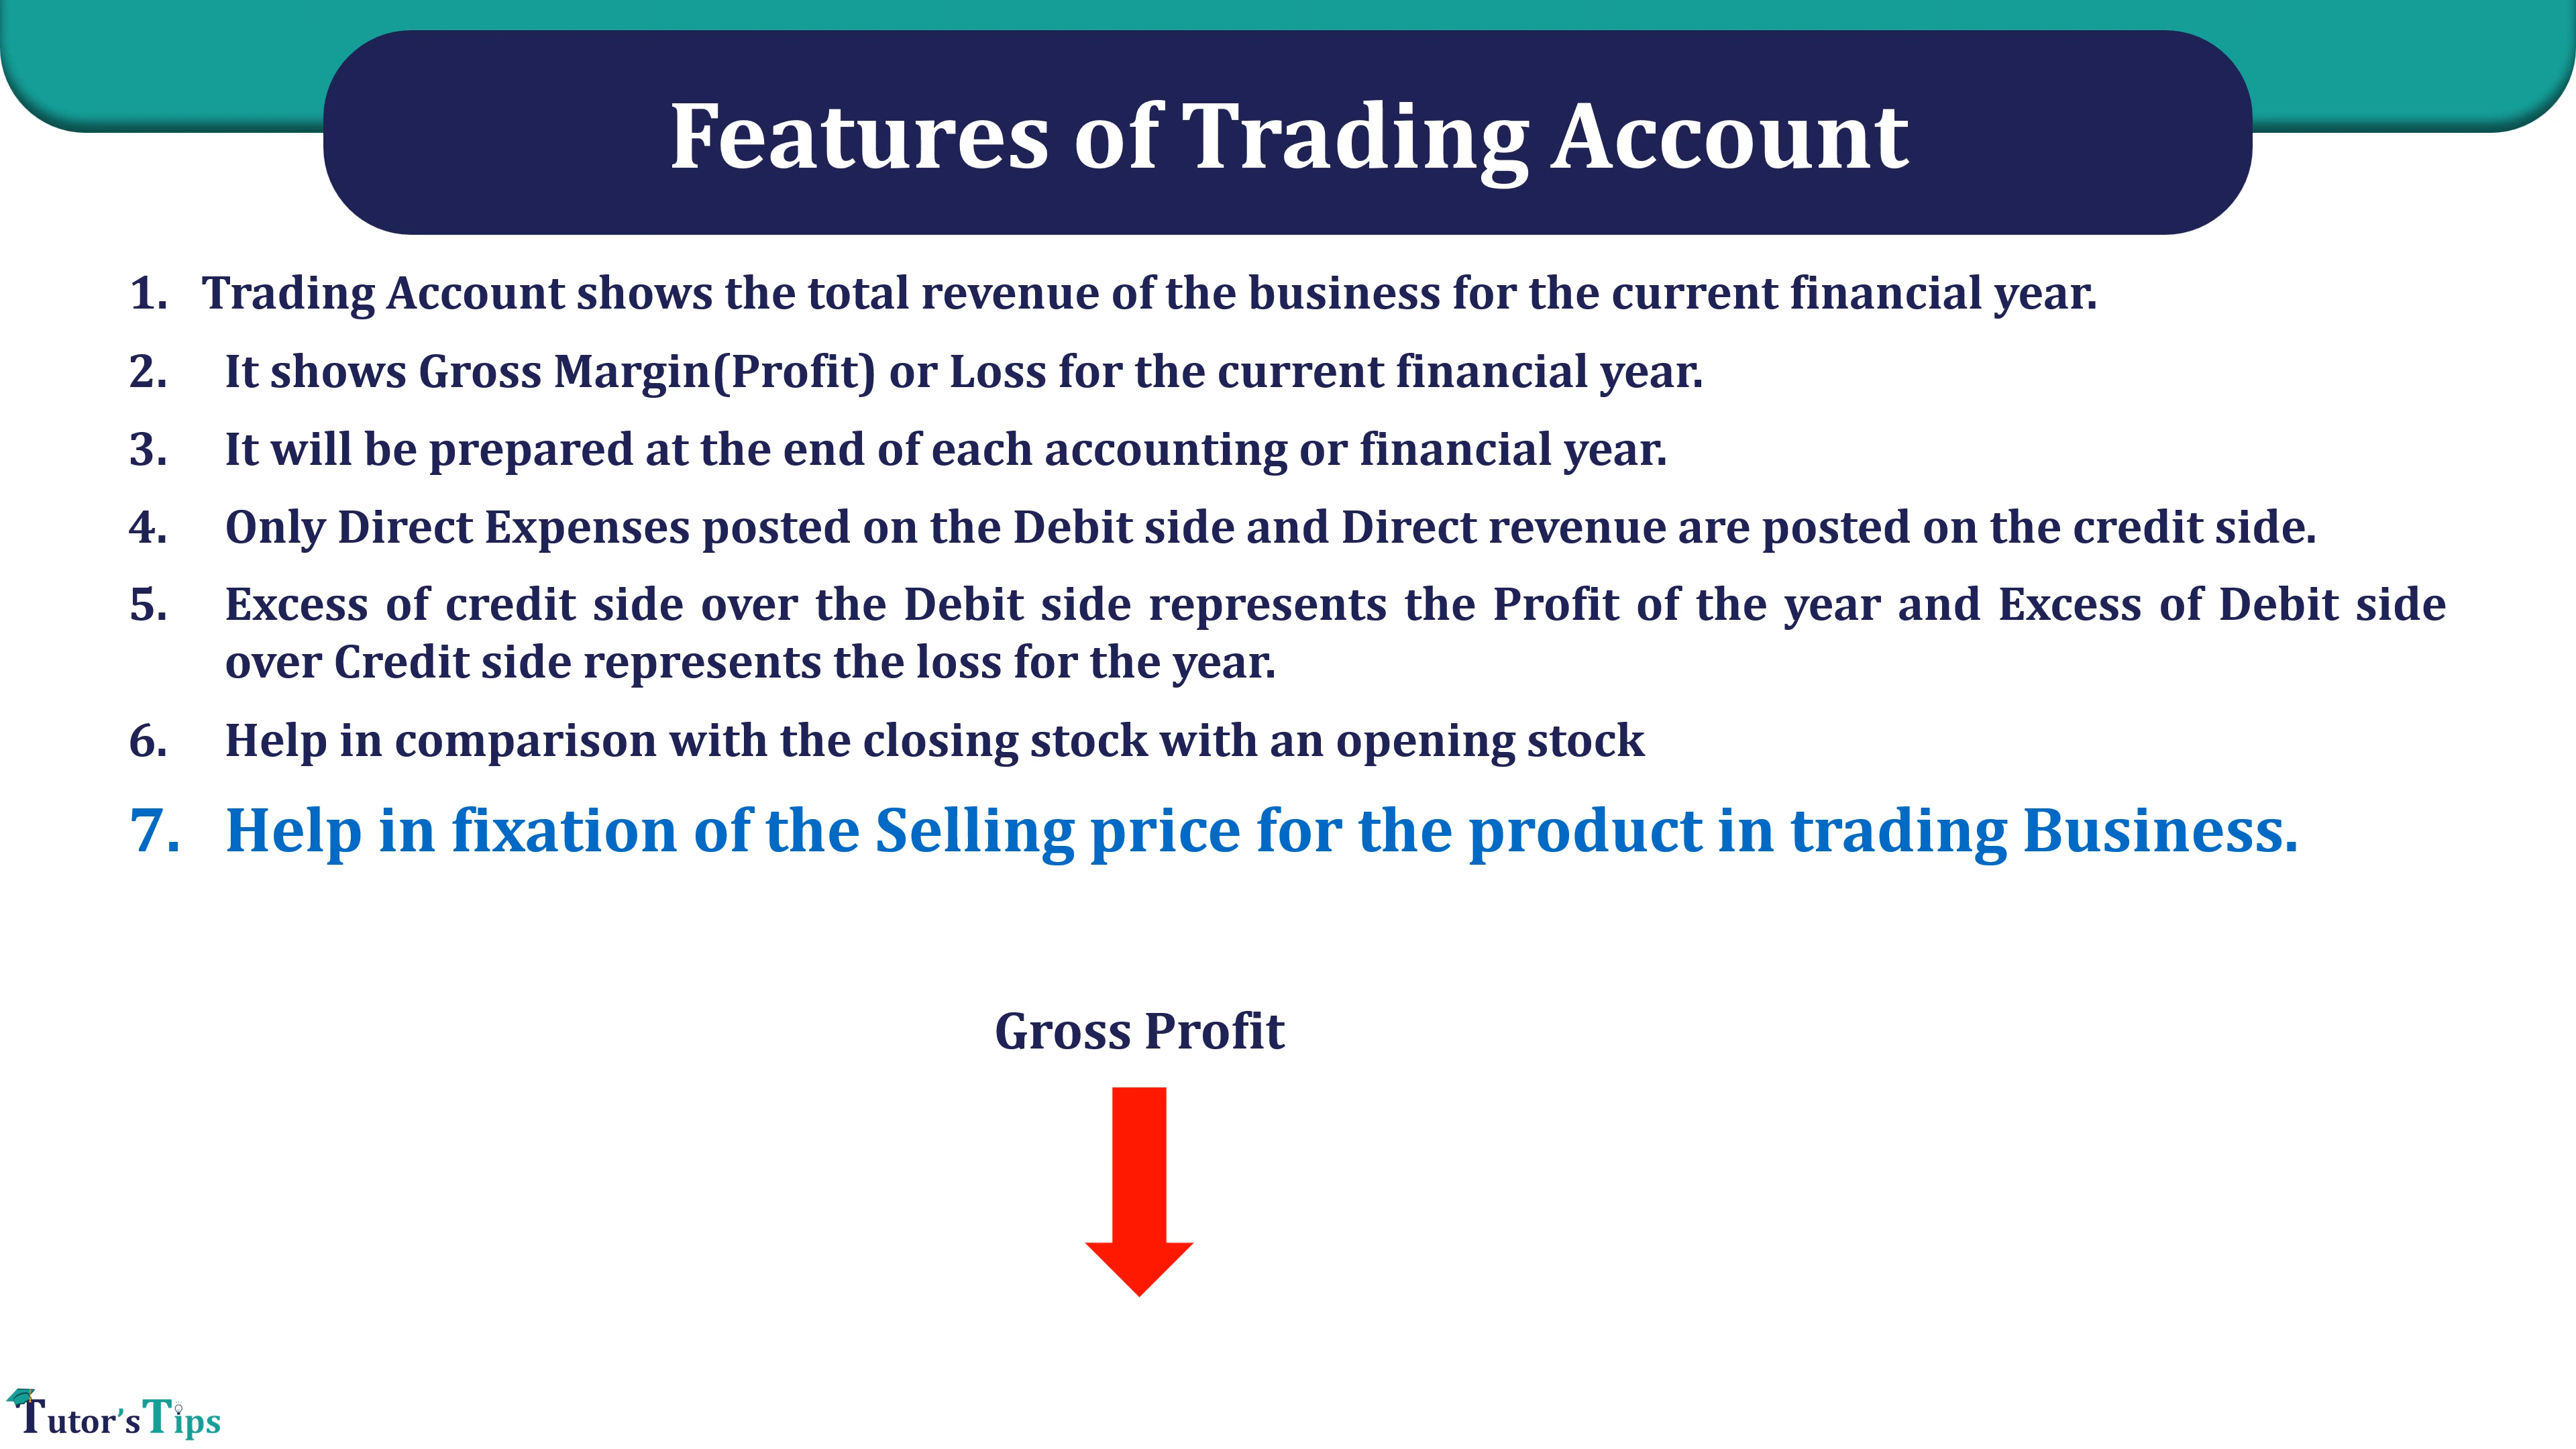 Features of Trading Account
1. Trading Account shows the total revenue of the business for the current financial year.
2. It shows Gross Margin(Profit) or Loss for the current financial year.
3. It will be prepared at the end of each accounting or financial year.
4. Only Direct Expenses posted on the Debit side and Direct revenue are posted on the credit side.
5. Excess of credit side over the Debit side represents the Profit of the year and Excess of Debit side
over Credit side represents the loss for the year.
6. Help in comparison with the closing stock with an opening stock
7. Help in fixation of the Selling price for the product in trading Business.
Gross Profit
Tutor’sTips